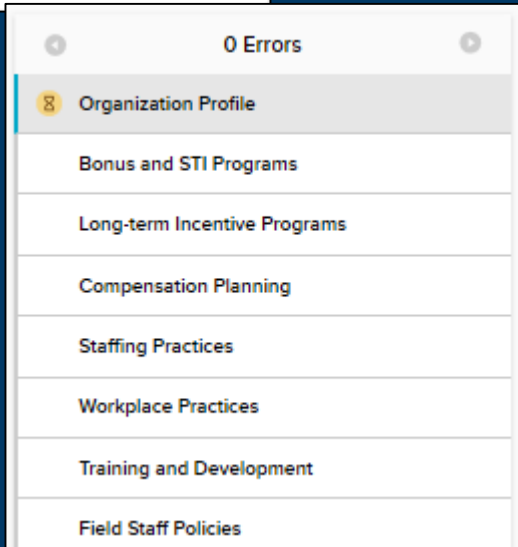 0 Errors
Organization Profile
Bonus and STI Programs
Long-term Incentive Programs
Compensation Planning
Staffing Practices
Workplace Practices
Training and Development
Field Staff Policies